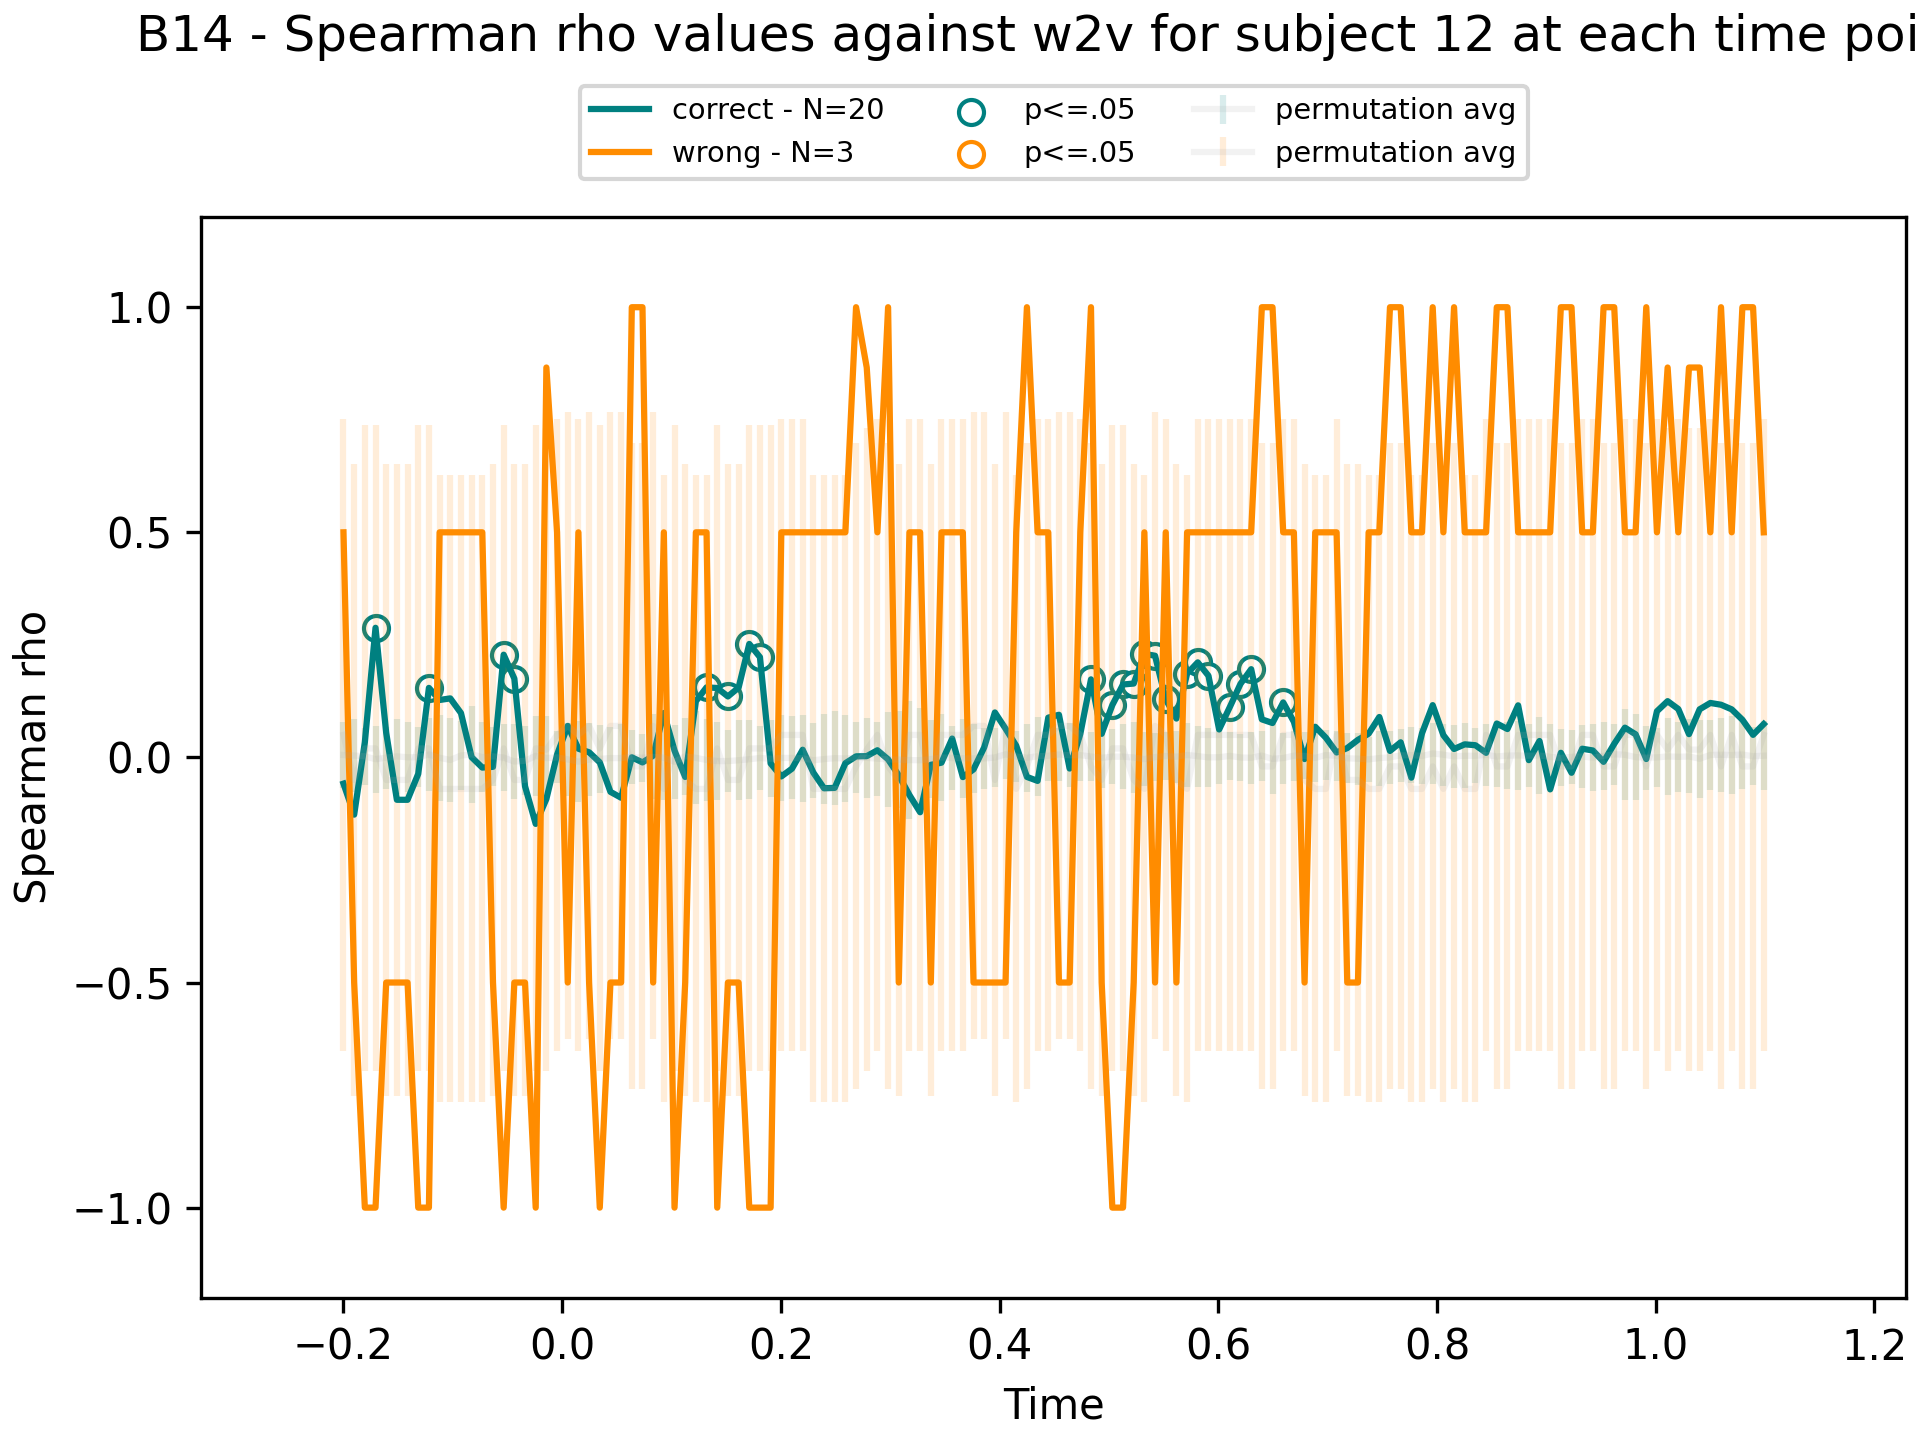 B14 - Spearman rho values against w2v for subject 12 at each time poi
correct - N=20 p<=.05 permutation avg
wrong - N=3 p<=.05 permutation avg
1.0
0.5
0.0
−0.5
−1.0
Spearman rho
−0.2 0.0 0.2 0.4 0.6 0.8 1.0 1.2
Time